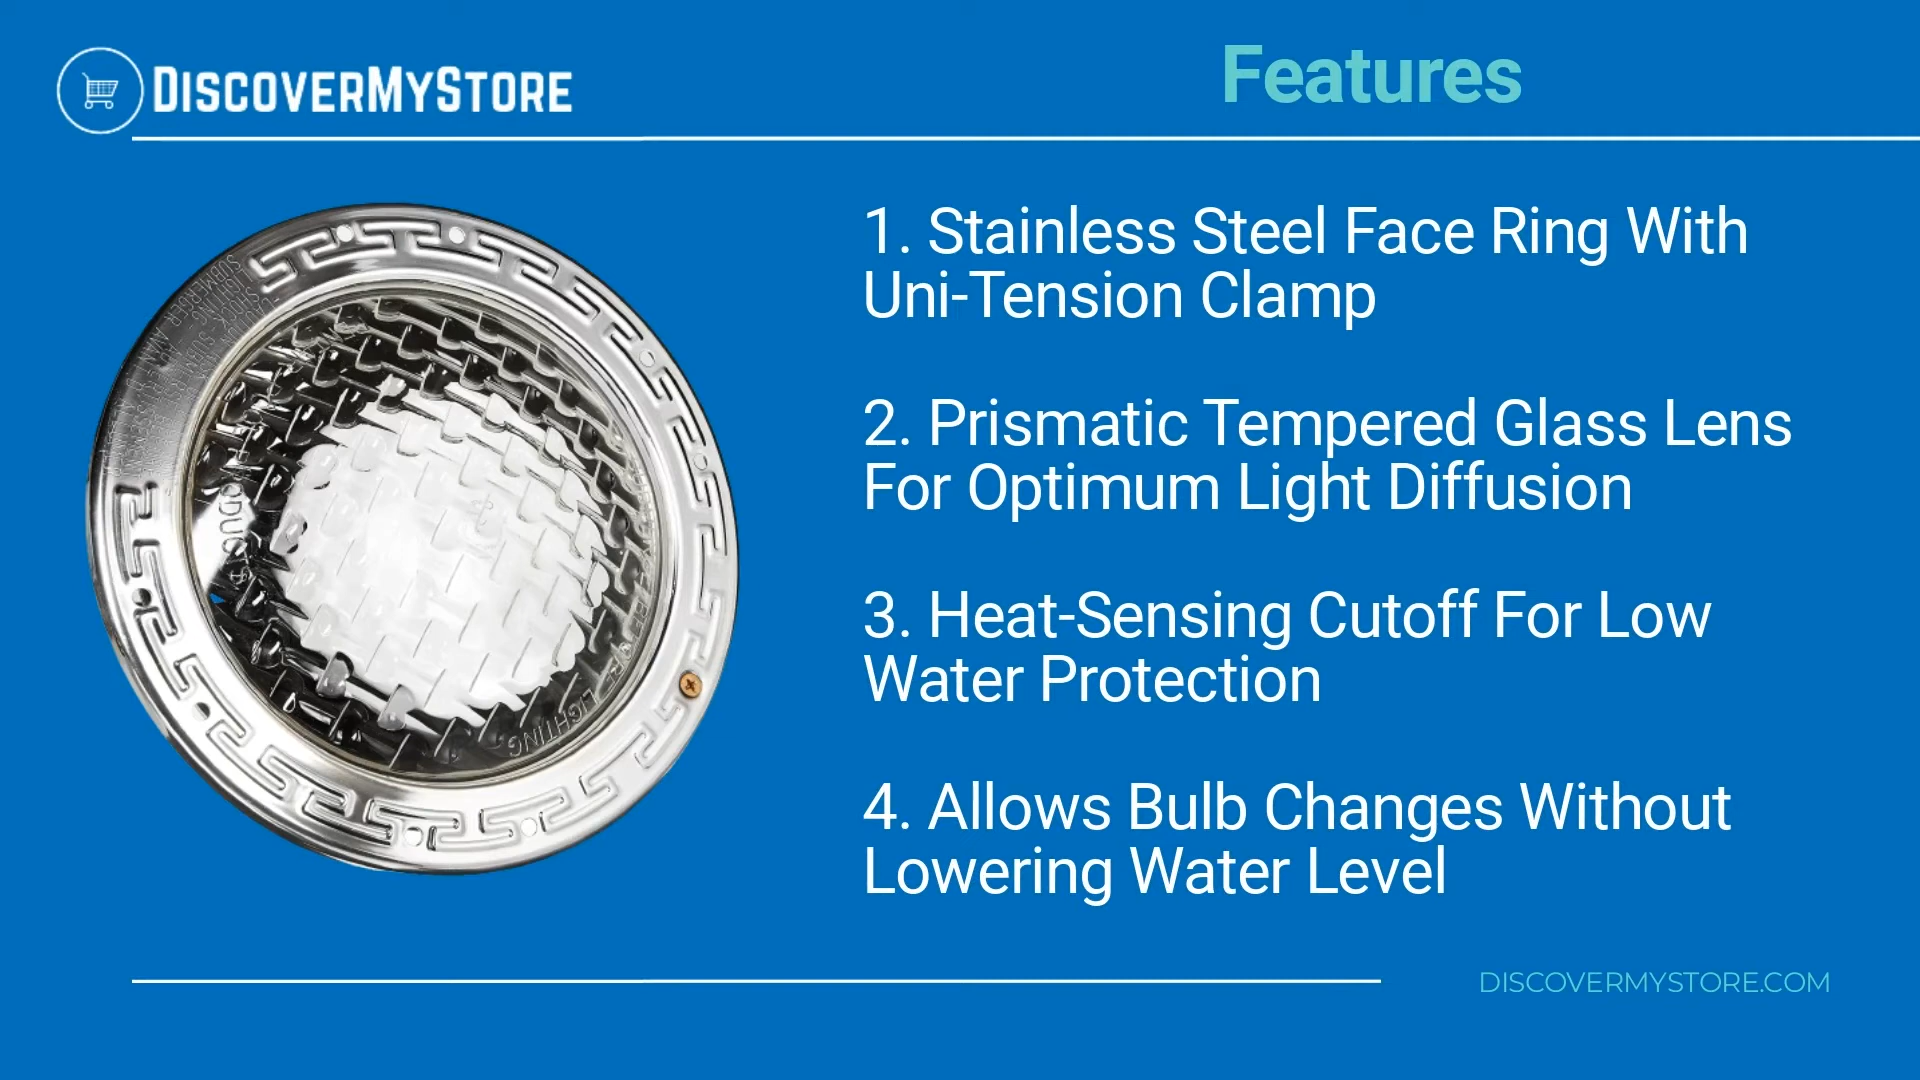 DISCOVERMYSTORE
Features
1. Stainless Steel Face Ring With
Uni-Tension Clamp
2. Prismatic Tempered Glass Lens
For Optimum Light Diffusion
3. Heat-Sensing Cutoff For Low
Water Protection
4. Allows Bulb Changes Without
Lowering Water Level
LIGHTING
DISCOVERMYSTORE.COM